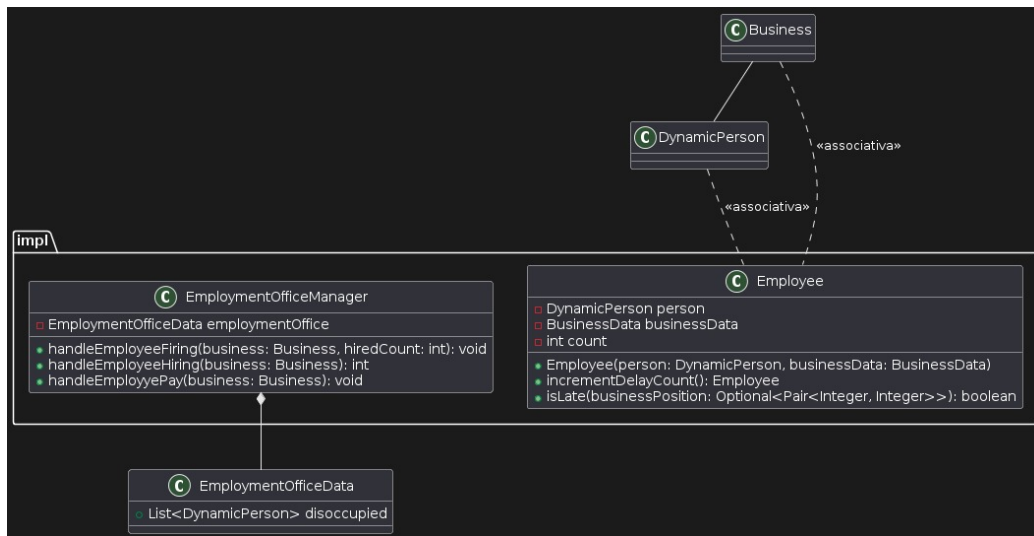 C Business
C DynamicPerson
«associativa»
«associativa»
impl
C EmploymentOfficeManager
EmploymentOfficeData employmentOffice
handleEmployeeFiring(business: Business, hiredCount: int): void
handleEmployeeHiring(business: Business): int
handleEmployyePay(business: Business): void
C Employee
DynamicPerson person
BusinessData businessData
int count
Employee(person: DynamicPerson, businessData: BusinessData)
incrementDelayCount(): Employee
isLate(businessPosition: Optional<Pair<Integer, Integer>>): boolean
C EmploymentOfficeData
List<DynamicPerson> disoccupied